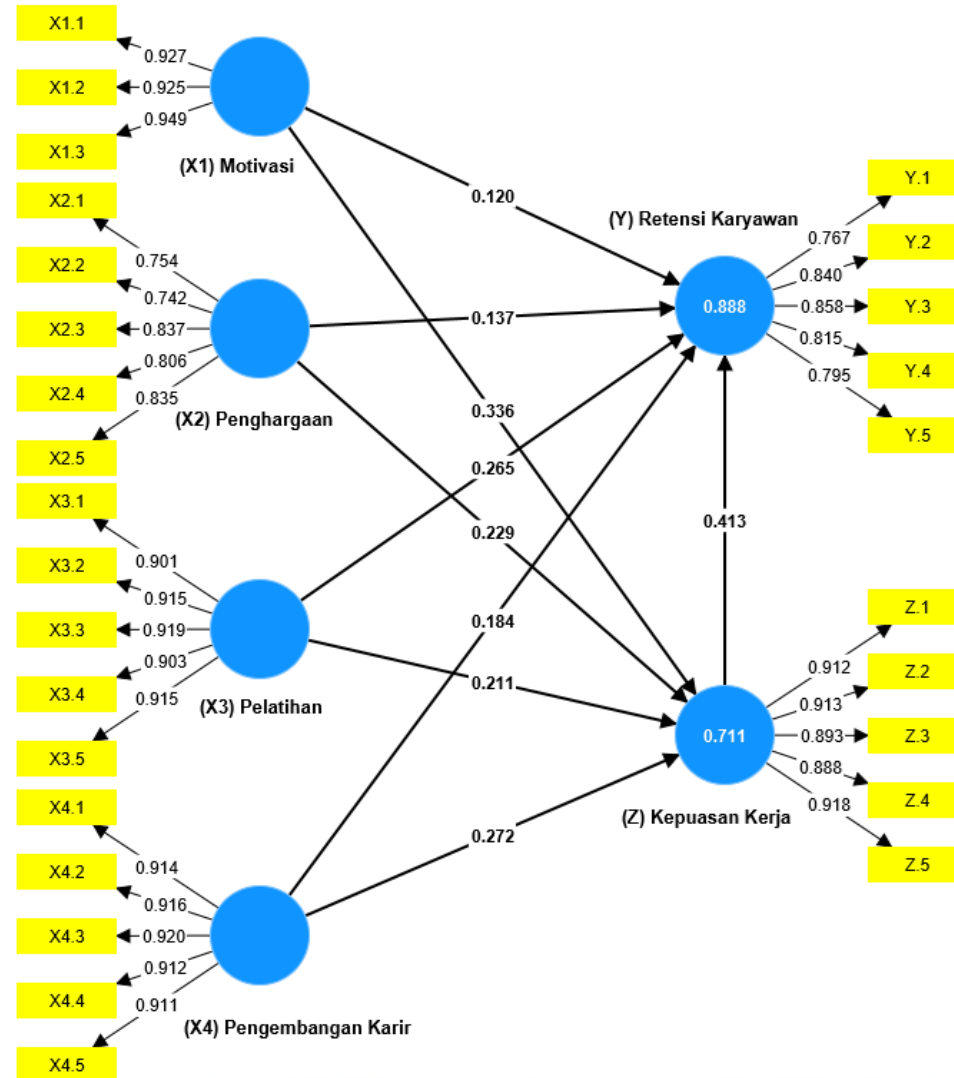 X1.1
0.927
X1.2
0.925
0.949
X1.3
(X1) Motivasi
X2.1
0.754
X2.2
0.742
X2.3
0.837
0.806
X2.4
0.835
(X2) Penghargaan
X2.5
X3.1
0.901
X3.2
0.915
X3.3
0.919
0.903
X3.4
0.915
(X3) Pelatihan
X3.5
X4.1
0.914
X4.2
0.916
X4.3
0.920
0.912
X4.4
0.911
(X4) Pengembangan Karir
X4.5
0.120
0.137
0.336
0.265
0.229
0.184
0.211
0.272
0.413
(Y) Retensi Karyawan
0.888
Y.1
0.767
Y.2
0.840
0.858
Y.3
0.815
Y.4
0.795
Y.5
0.711
(Z) Kepuasan Kerja
Z.1
0.912
Z.2
0.913
0.893
Z.3
0.888
Z.4
0.918
Z.5